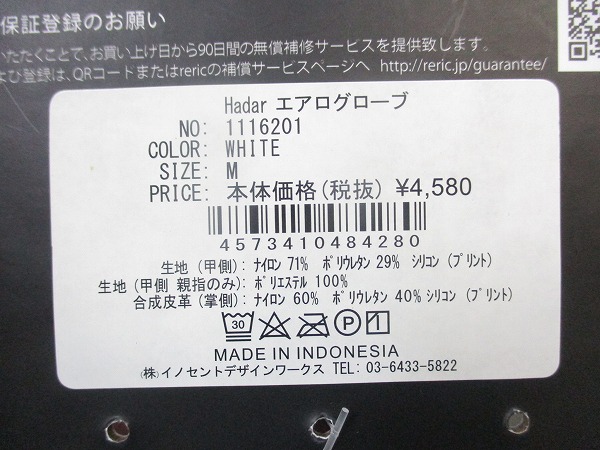 保証登録のお願い
いただくことで、お買い上げ日から90日間の無償補修サービスを提供致します。
よび登録は、QRコードまたはrericの補償サービスページへ http://reric.jp/guarantee/
Hadar エアログローブ
NO: 1116201
COLOR: WHITE
SIZE: M
PRICE: 本体価格(税抜) ¥4,580
4573410484280
生地 (甲側): ナイロン 71% ポリウレタン 29% シリコン (プリント)
生地 (甲側 親指のみ): ポリエステル 100%
合成皮革 (掌側): ナイロン 60% ポリウレタン 40% シリコン (プリント)
30 P
MADE IN INDONESIA
(株) イノセントデザインワークス TEL: 03-6433-5822